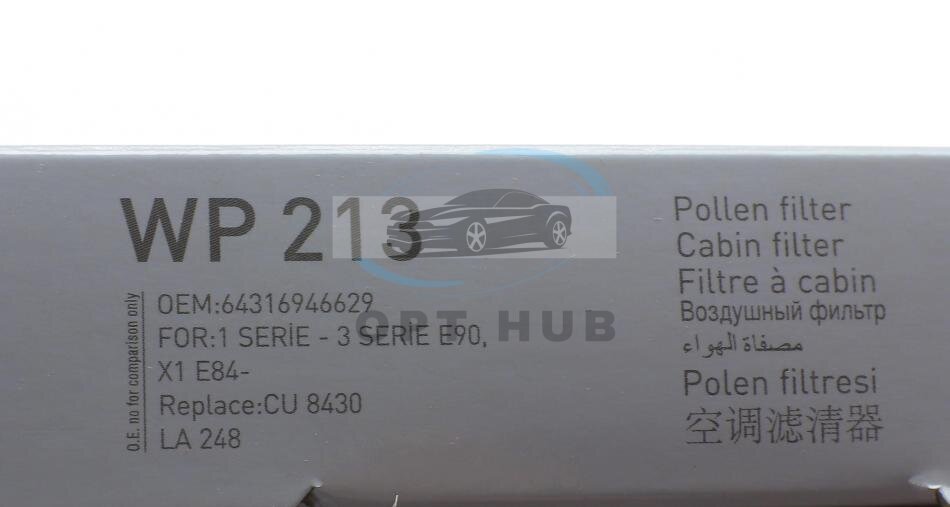 WP 213
O.E. no for comparison only
OEM:64316946629
FOR:1 SERİE - 3 SERİE E90,
X1 E84-
Replace:CU 8430
LA 248
OPT HUB
Pollen filter
Cabin filter
Filtre à cabin
Воздушный фильтр
مصفاة الهواء
Polen filtresi
空调滤清器